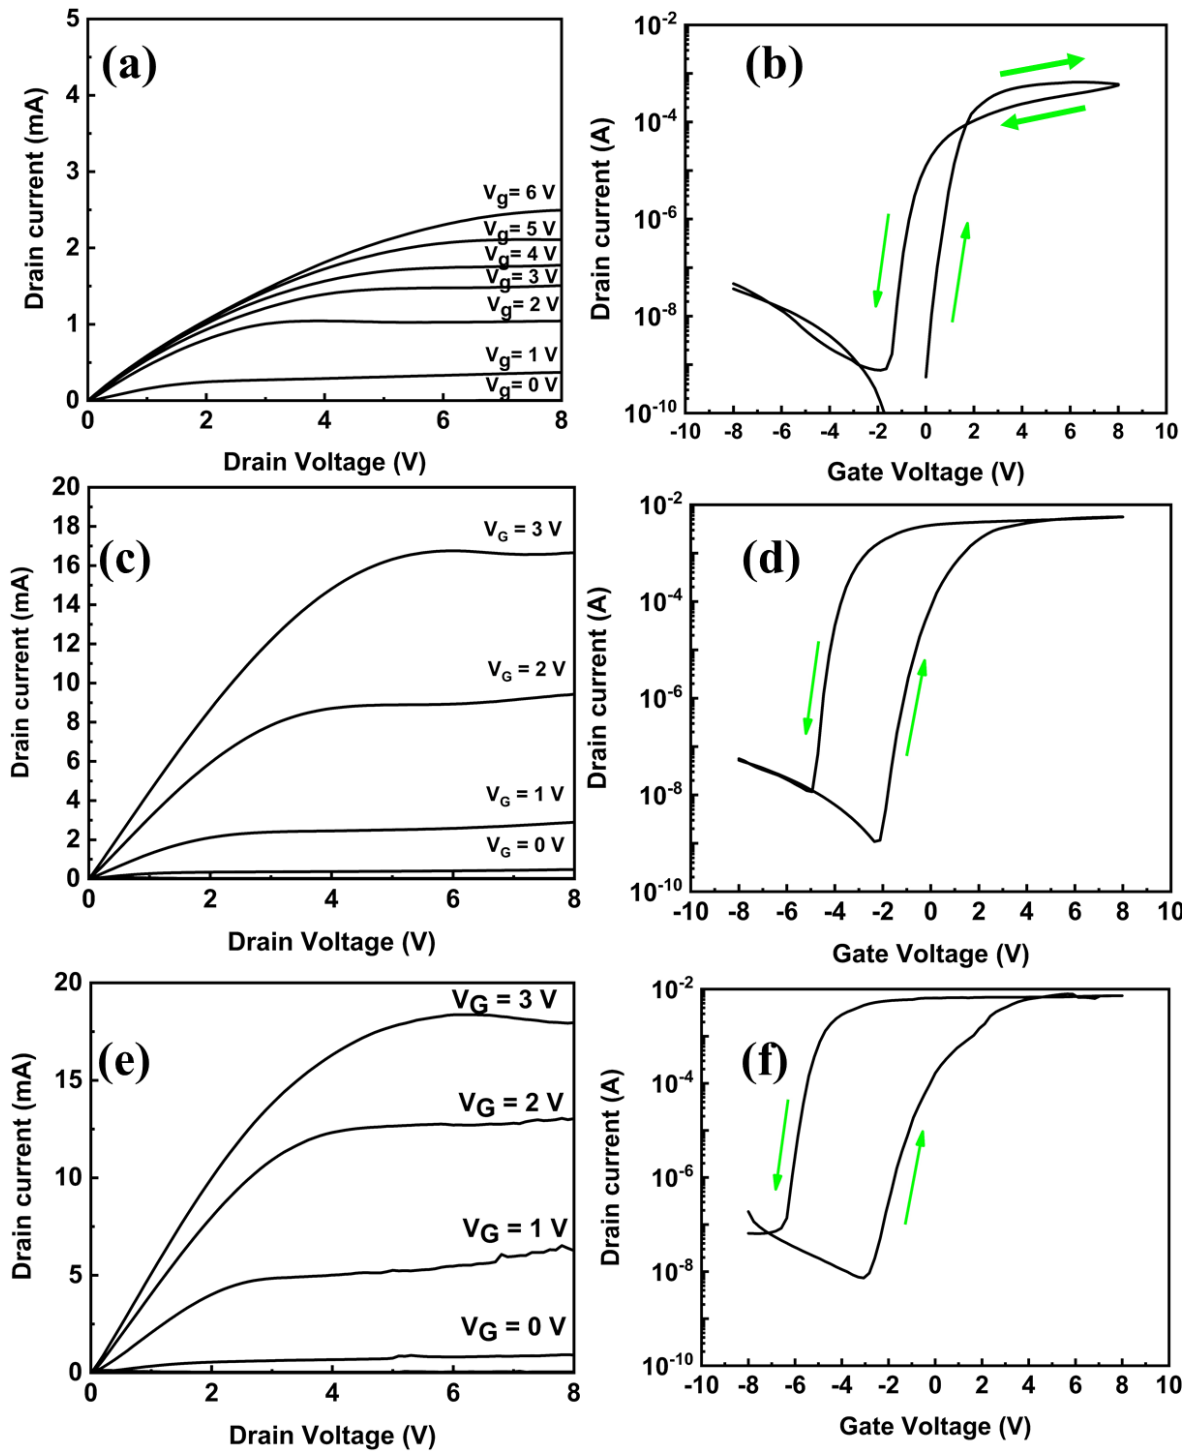 (a)
5
4
3
2
1
0
Drain current (mA)
Vg= 6 V
Vg= 5 V
Vg= 4 V
Vg= 3 V
Vg= 2 V
Vg= 1 V
Vg= 0 V
0 2 4 6 8
Drain Voltage (V)
(b)
10-2
10-4
10-6
10-8
10-10
Drain current (A)
-10 -8 -6 -4 -2 0 2 4 6 8 10
Gate Voltage (V)
(c)
20
18
16
14
12
10
8
6
4
2
0
Drain current (mA)
VG = 3 V
VG = 2 V
VG = 1 V
VG = 0 V
0 2 4 6 8
Drain Voltage (V)
(d)
10-2
10-4
10-6
10-8
10-10
Drain current (A)
-10 -8 -6 -4 -2 0 2 4 6 8 10
Gate Voltage (V)
(e)
20
15
10
5
0
Drain current (mA)
VG = 3 V
VG = 2 V
VG = 1 V
VG = 0 V
0 2 4 6 8
Drain Voltage (V)
(f)
10-2
10-4
10-6
10-8
10-10
Drain current (A)
-10 -8 -6 -4 -2 0 2 4 6 8 10
Gate Voltage (V)